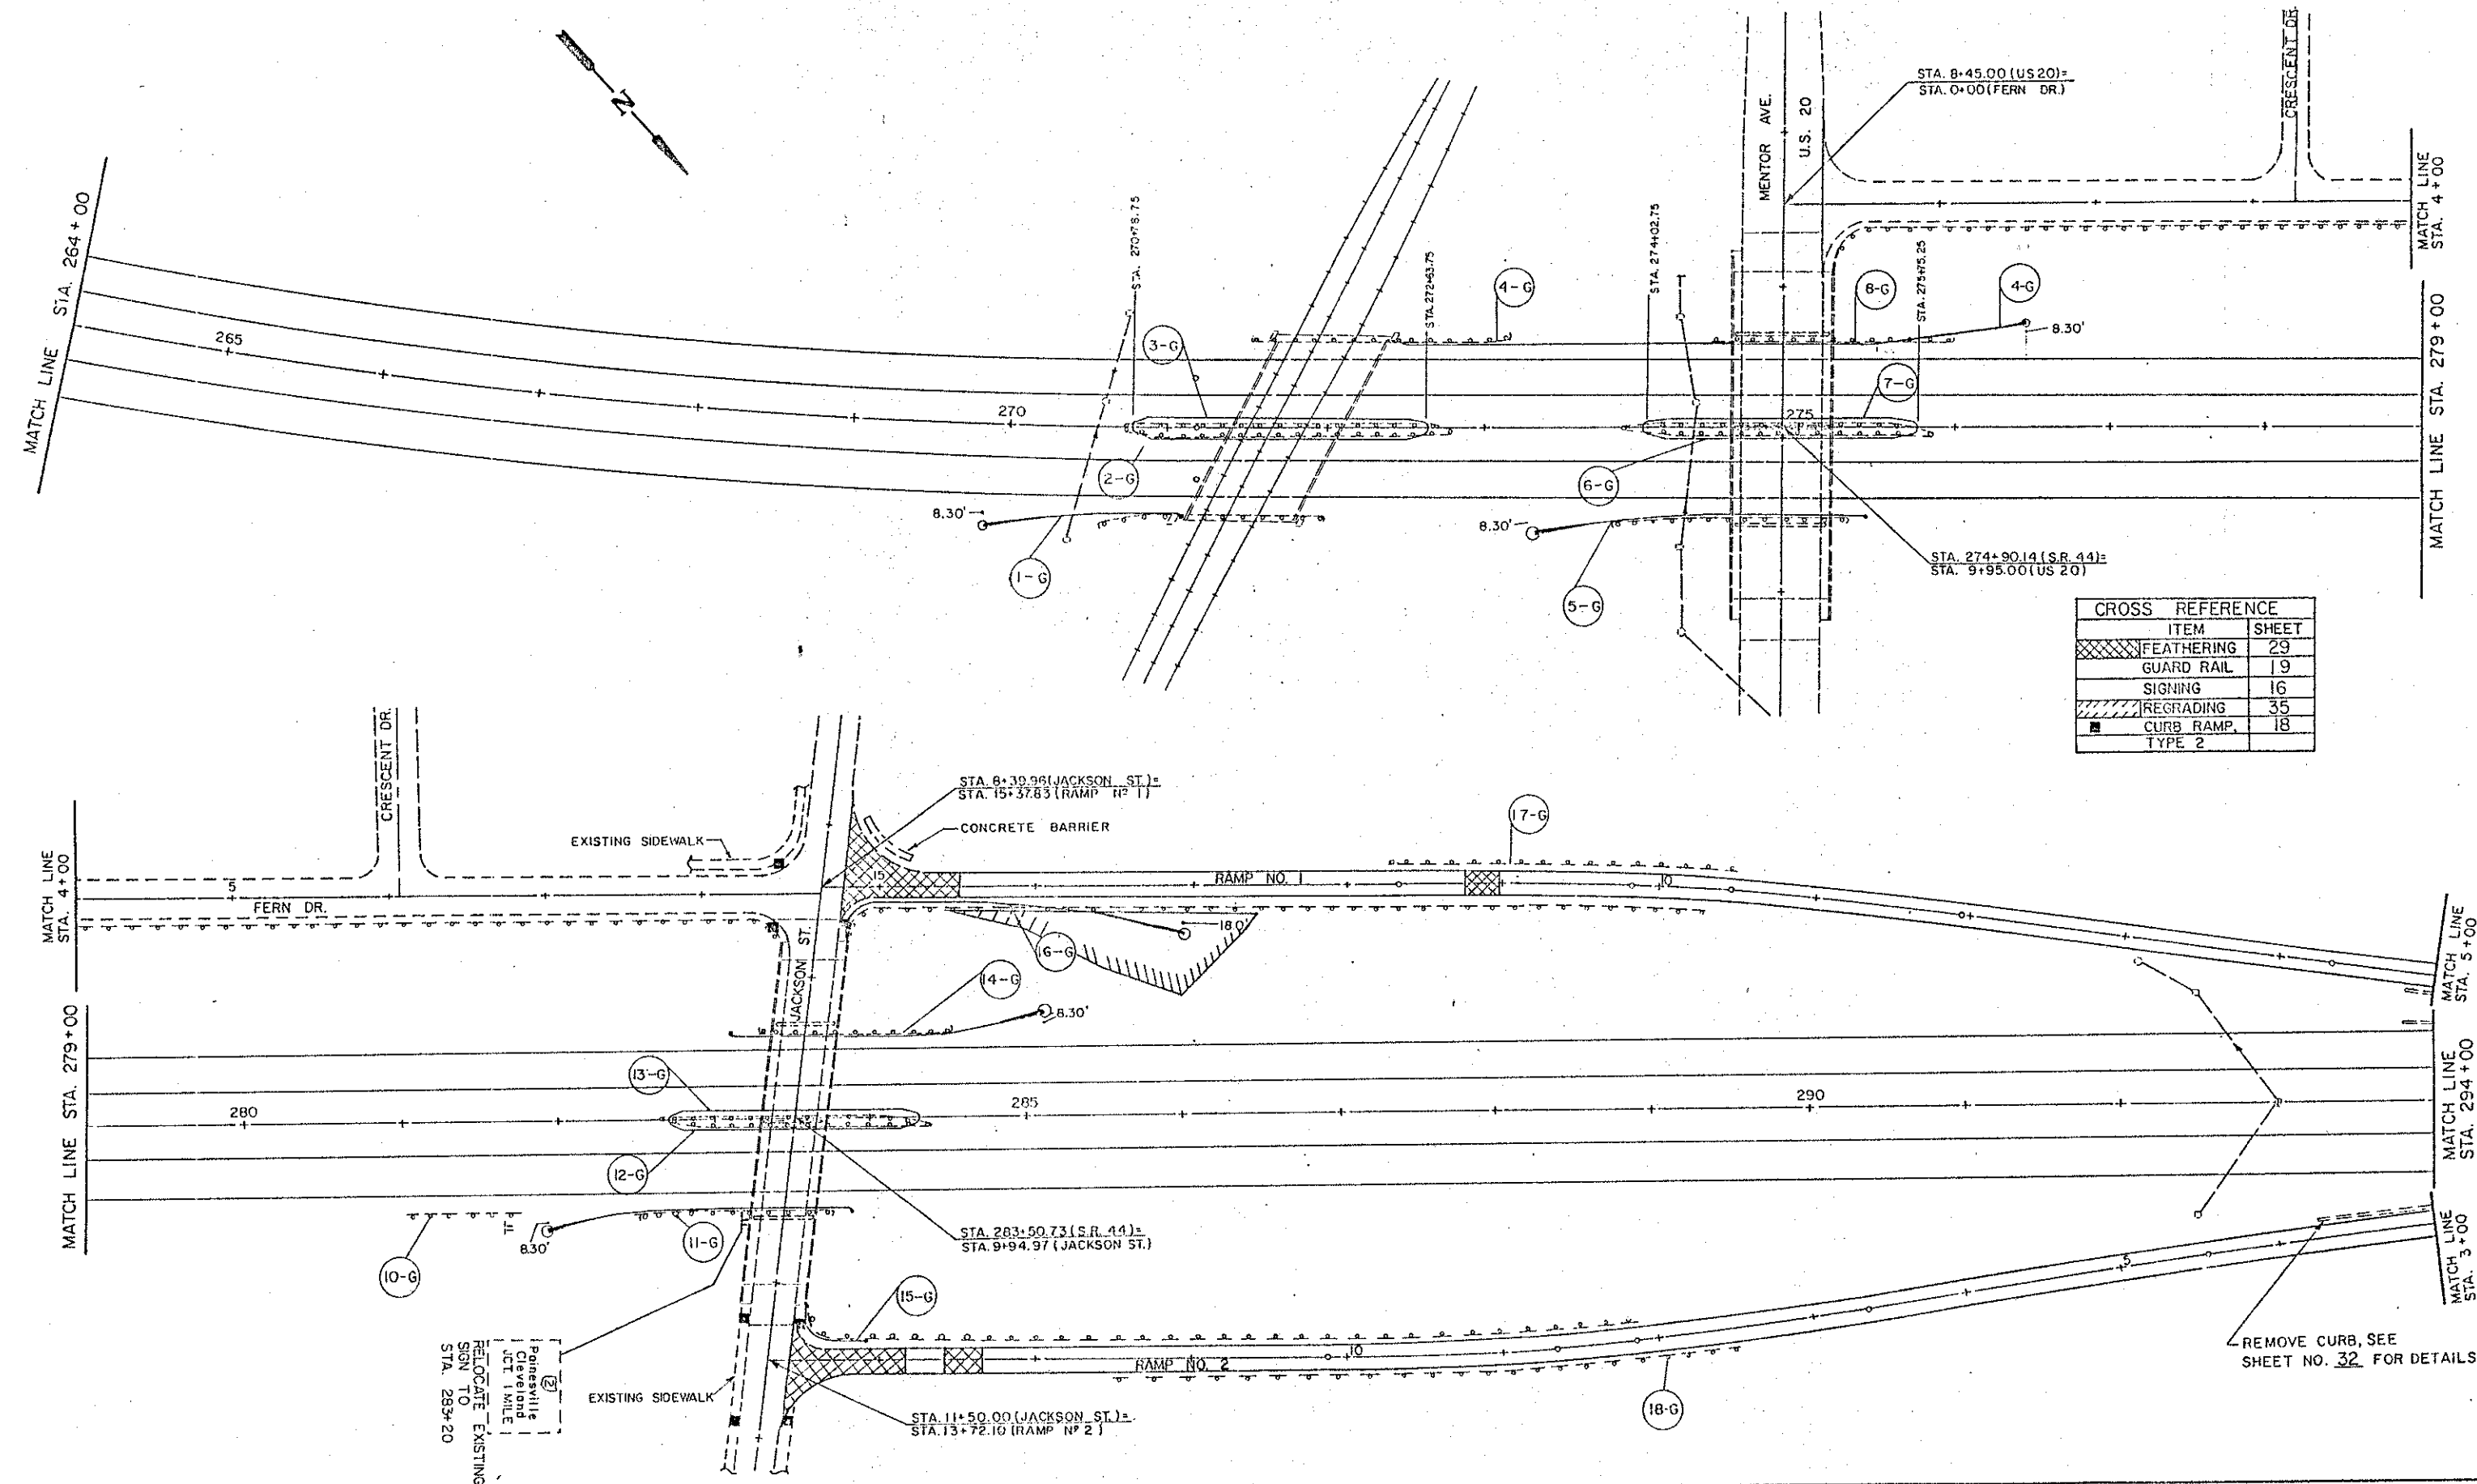 N
MATCH LINE STA. 264+00
265
270
STA. 270+78.75
3-G
2-G
8.30'
1-G
STA. 272+63.75
4-G
STA. 274+02.75
MENTOR AVE.
U.S. 20
STA. 8+45.00 (US 20)=
STA. 0+00 (FERN DR.)
CRESCENT DR.
MATCH LINE
STA. 4+00
8-G
STA. 275+75.25
4-G
8.30'
7-G
275
6-G
8.30'
5-G
STA. 274+90.14 (S.R. 44)=
STA. 9+95.00 (US 20)
MATCH LINE STA. 279+00
CROSS REFERENCE
ITEM SHEET
FEATHERING 29
GUARD RAIL 19
SIGNING 16
REGRADING 35
CURB RAMP, 18
TYPE 2
MATCH LINE
STA. 4+00
CRESCENT DR.
5
FERN DR.
EXISTING SIDEWALK
STA. 8+39.96 (JACKSON ST.)=
STA. 15+37.83 (RAMP Nº 1)
CONCRETE BARRIER
15
RAMP NO. 1
17-G
10
JACKSON ST.
16-G
18.0'
14-G
8.30'
MATCH LINE
STA. 5+00
MATCH LINE STA. 279+00
280
13-G
12-G
285
290
MATCH LINE
STA. 294+00
10-G
8.30'
11-G
STA. 283+50.73 (S.R. 44)=
STA. 9+94.97 (JACKSON ST.)
15-G
RAMP NO. 2
10
5
18-G
MATCH LINE
STA. 3+00
REMOVE CURB, SEE
SHEET NO. 32 FOR DETAILS
2
Painesville
Cleveland
JCT. 1 MILE
RELOCATE EXISTING
SIGN TO
STA. 283+20
EXISTING SIDEWALK
STA. 11+50.00 (JACKSON ST.)=
STA. 13+72.10 (RAMP Nº 2)